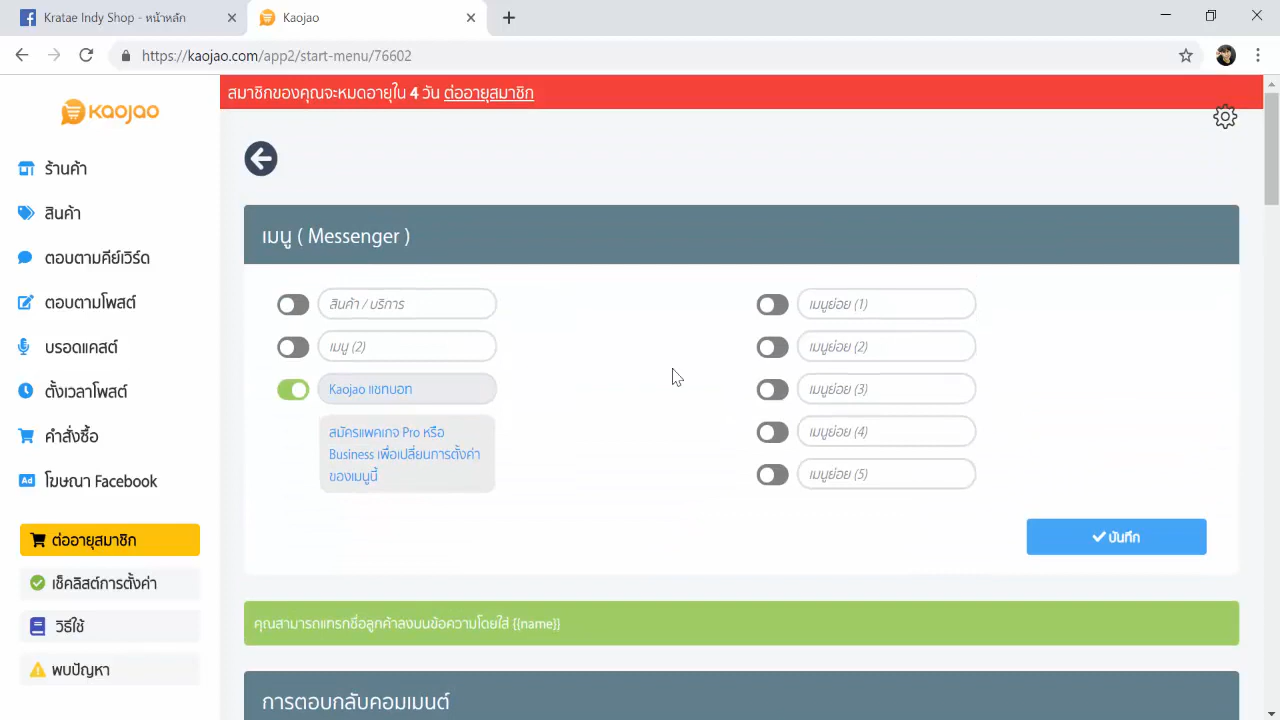 Kratae Indy Shop - หน้าหลัก
Kaojao
https://kaojao.com/app2/start-menu/76602
สมาชิกของคุณจะหมดอายุใน 4 วัน ต่ออายุสมาชิก
KaoJao
ร้านค้า
สินค้า
ตอบตามคีย์เวิร์ด
ตอบตามโพสต์
บรอดแคสต์
ตั้งเวลาโพสต์
คำสั่งซื้อ
Ad โฆษณา Facebook
ต่ออายุสมาชิก
เช็คลิสต์การตั้งค่า
วิธีใช้
พบปัญหา
เมนู ( Messenger )
สินค้า / บริการ
เมนู (2)
Kaojao แชทบอท
สมัครแพคเกจ Pro หรือ
Business เพื่อเปลี่ยนการตั้งค่า
ของเมนูนี้
เมนูย่อย (1)
เมนูย่อย (2)
เมนูย่อย (3)
เมนูย่อย (4)
เมนูย่อย (5)
บันทึก
คุณสามารถแทรกชื่อลูกค้าลงบนข้อความโดยใส่ {{name}}
การตอบกลับคอมเมนต์